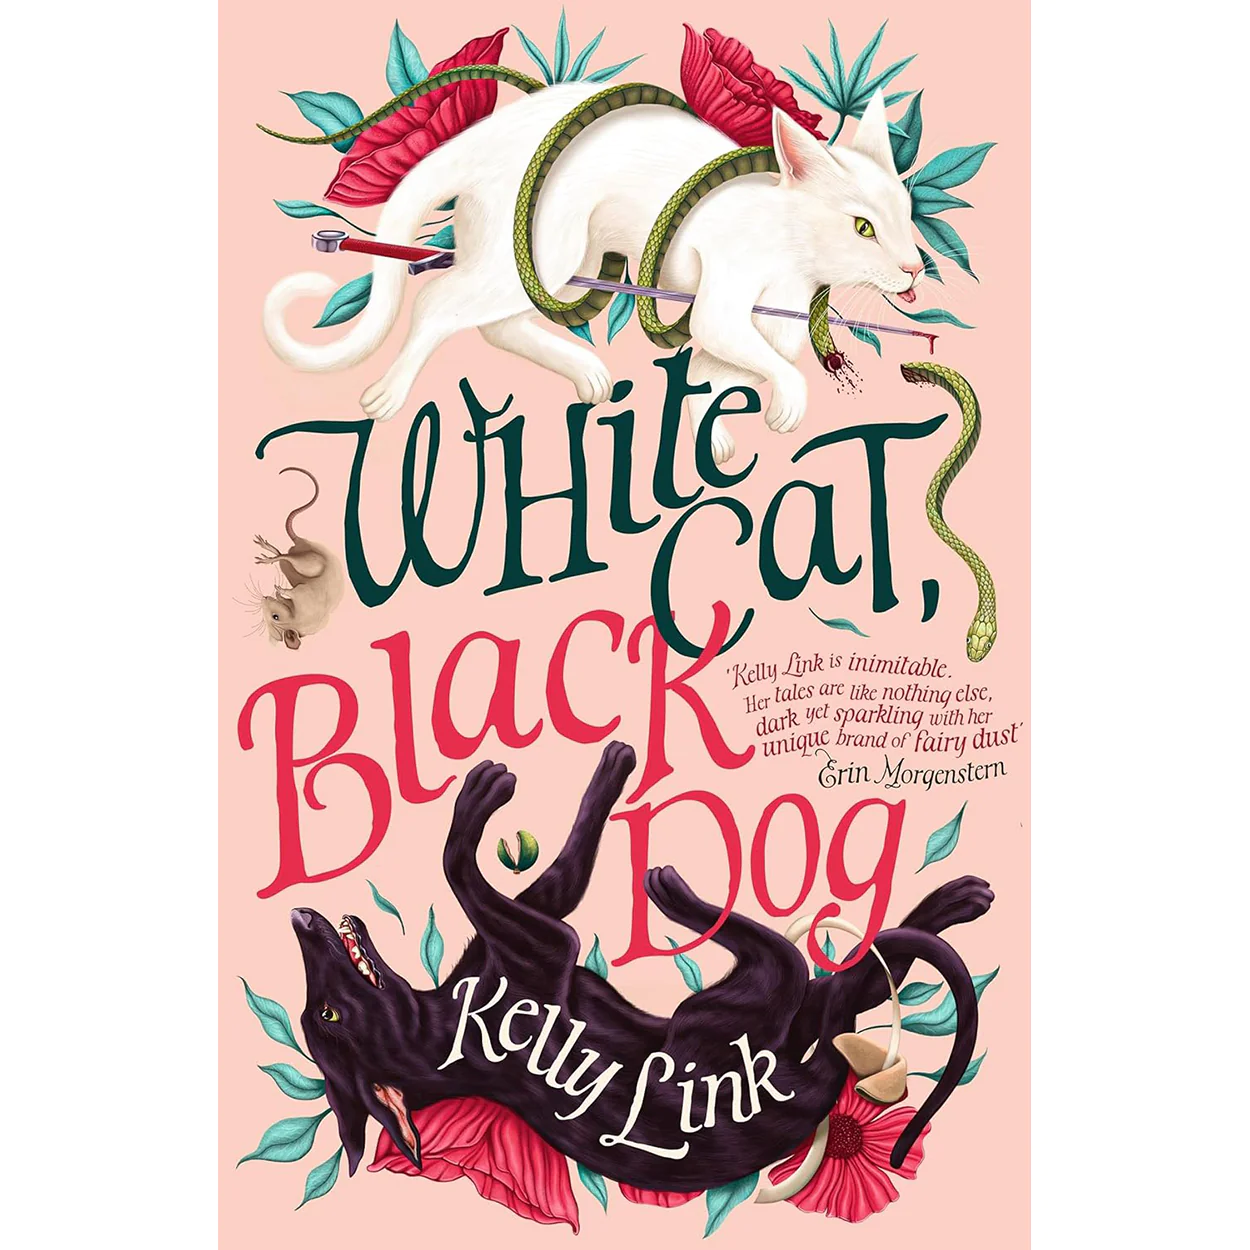 White
Cat,
Black
Dog
'Kelly Link is inimitable.
Her tales are like nothing else,
dark yet sparkling with her
unique brand of fairy dust'
Erin Morgenstern
Kelly Link